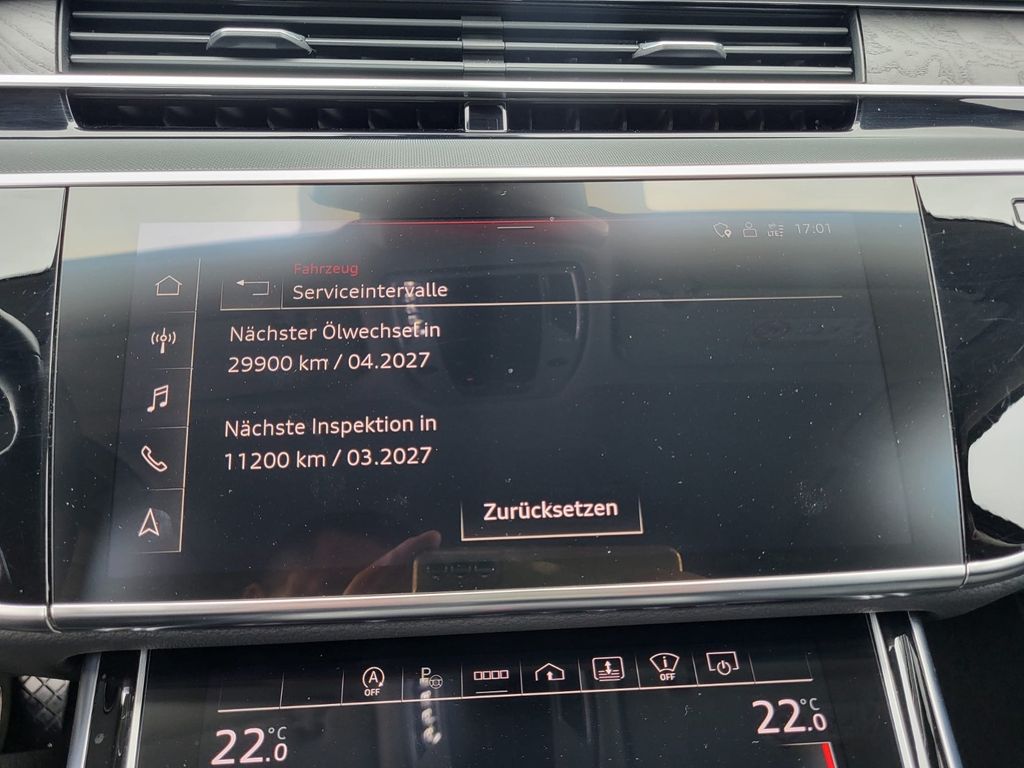 17:01
LTE
Fahrzeug
Serviceintervalle
Nächster Ölwechsel in
29900 km / 04.2027
Nächste Inspektion in
11200 km / 03.2027
Zurücksetzen
A
OFF
P
OFF
22.0 °C
22.0 °C